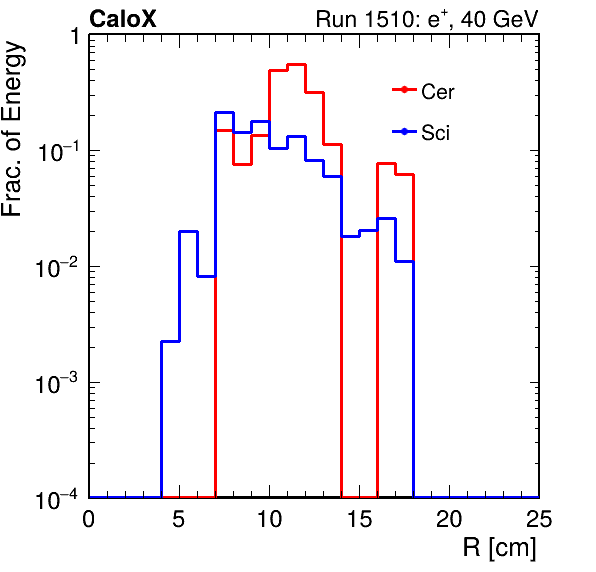 CaloX Run 1510: e⁺, 40 GeV
Frac. of Energy
1
10⁻¹
10⁻²
10⁻³
10⁻⁴
Cer
Sci
0 5 10 15 20 25
R [cm]